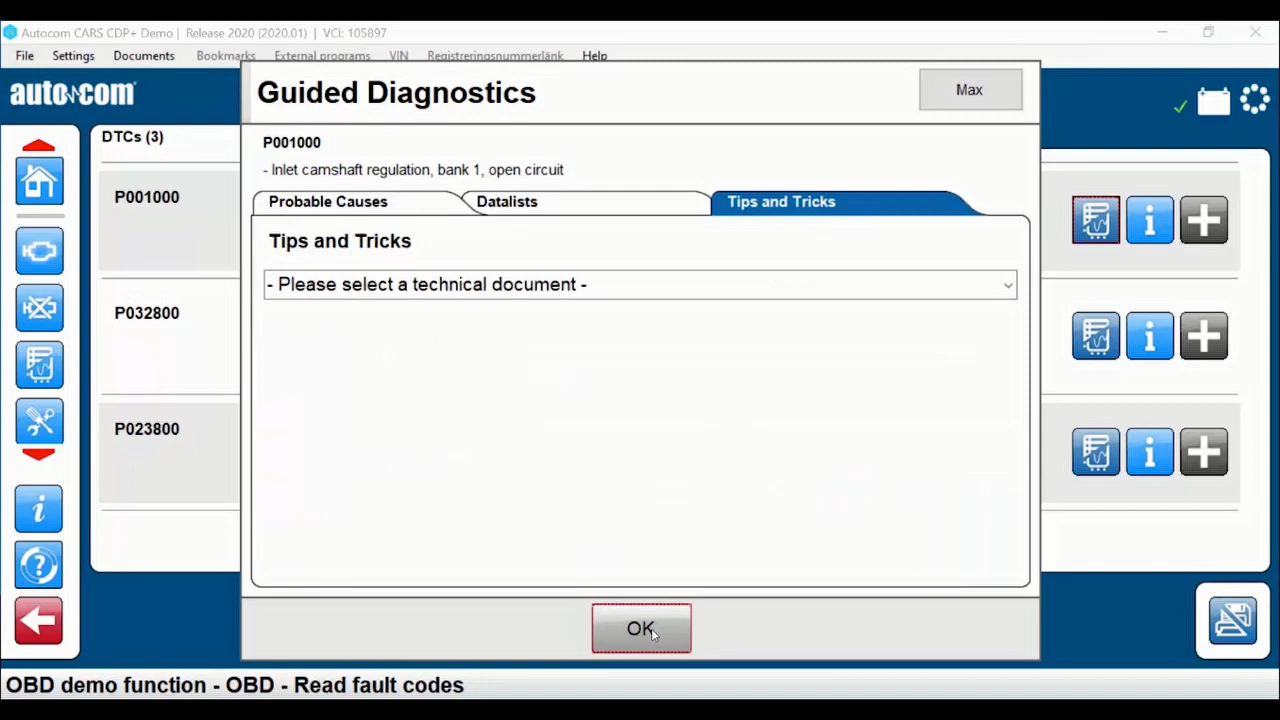 Autocom CARS CDP+ Demo | Release 2020 (2020.01) | VCI: 105897
File Settings Documents Bookmarks External programs VIN Registreringsnummerlänk Help
autocom
Guided Diagnostics
Max
DTCs (3)
P001000
- Inlet camshaft regulation, bank 1, open circuit
Probable Causes
Datalists
Tips and Tricks
P001000
Tips and Tricks
- Please select a technical document -
P032800
P023800
OK
OBD demo function - OBD - Read fault codes